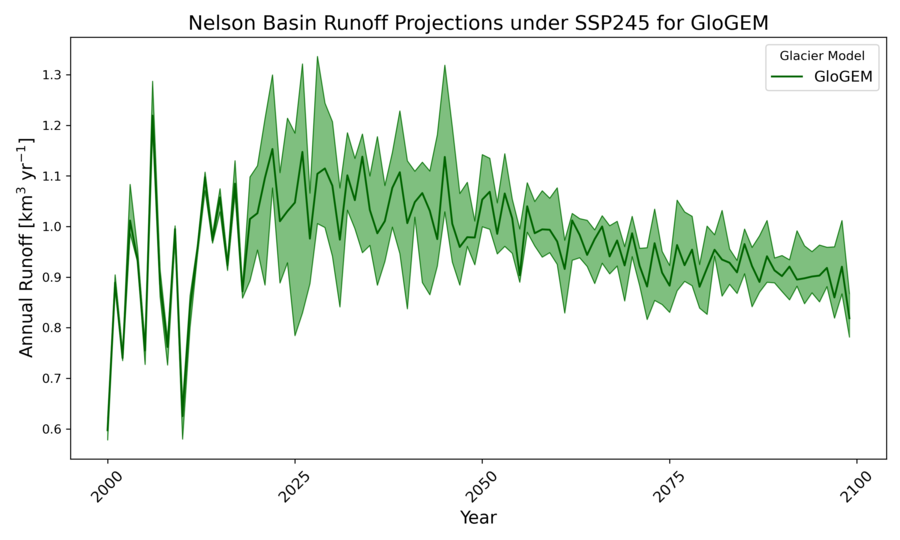 Nelson Basin Runoff Projections under SSP245 for GloGEM
Glacier Model
GloGEM
Annual Runoff [km³ yr⁻¹]
1.3
1.2
1.1
1.0
0.9
0.8
0.7
0.6
2000
2025
2050
2075
2100
Year